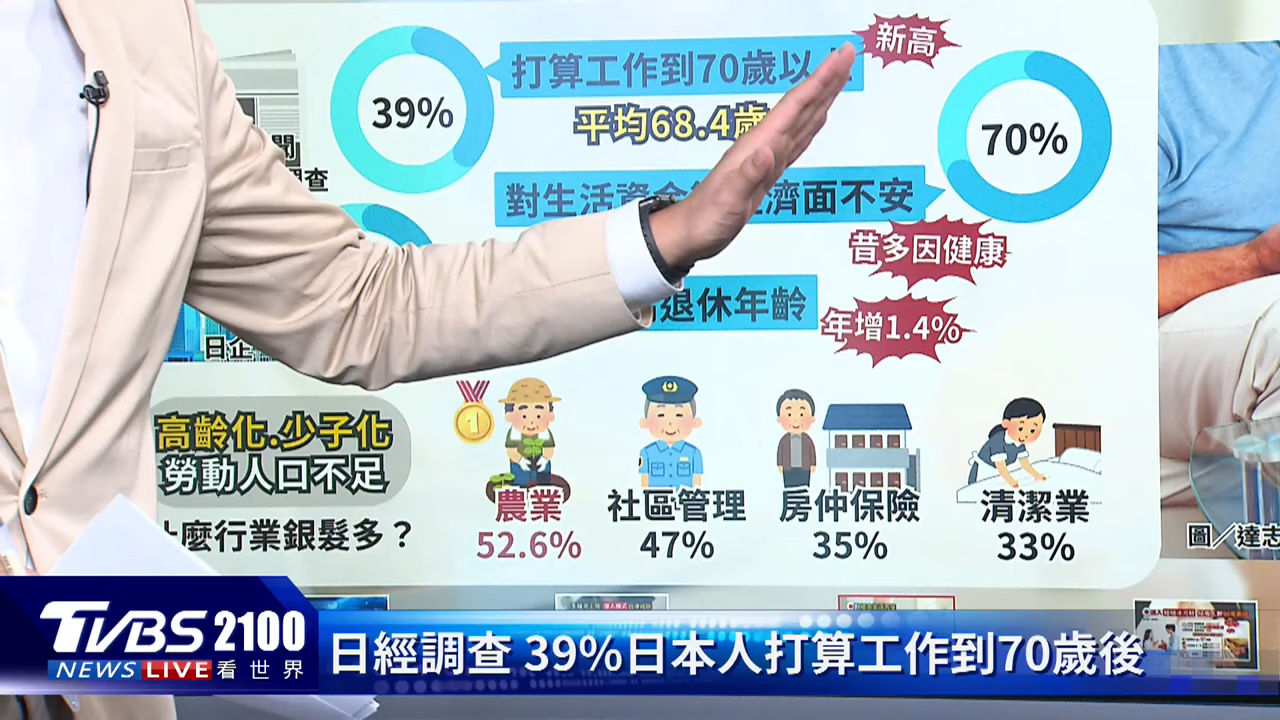 39%
打算工作到70歲以
新高
平均68.4歲
70%
調查
對生活資金
濟面不安
昔多因健康
退休年齡
年增1.4%
日企
高齡化.少子化
勞動人口不足
麼行業銀髮多？
農業
52.6%
社區管理
47%
房仲保險
35%
清潔業
33%
圖／達志
TVBS 2100
NEWS LIVE 看世界
日經調查 39%日本人打算工作到70歲後